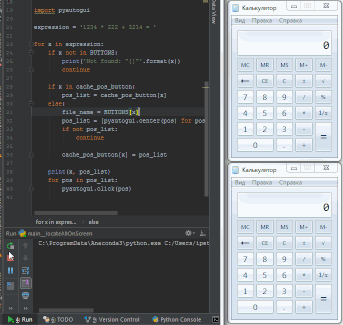 import pyautogui
expression = '1234 * 222 + 3214 = '
for x in expression:
if x not in BUTTONS:
print('Not found: "{}"'.format(x))
continue
if x in cache_pos_button:
pos_list = cache_pos_button[x]
else:
file_name = BUTTONS[x]
pos_list = [pyautogui.center(pos) for pos
if not pos_list:
continue
cache_pos_button[x] = pos_list
print(x, pos_list)
for pos in pos_list:
pyautogui.click(pos)
for x in expres... › else
Run main__locateAllOnScreen
C:\ProgramData\Anaconda3\python.exe C:/Users/ipet
4: Run 6: TODO 9: Version Control Python Console
Data View
Калькулятор
Вид Правка Справка
0
MC MR MS M+ M-
← CE C ± √
7 8 9 / %
4 5 6 * 1/x
1 2 3 - =
0 , +
Калькулятор
Вид Правка Справка
0
MC MR MS M+ M-
← CE C ± √
7 8 9 / %
4 5 6 * 1/x
1 2 3 - =
0 , +